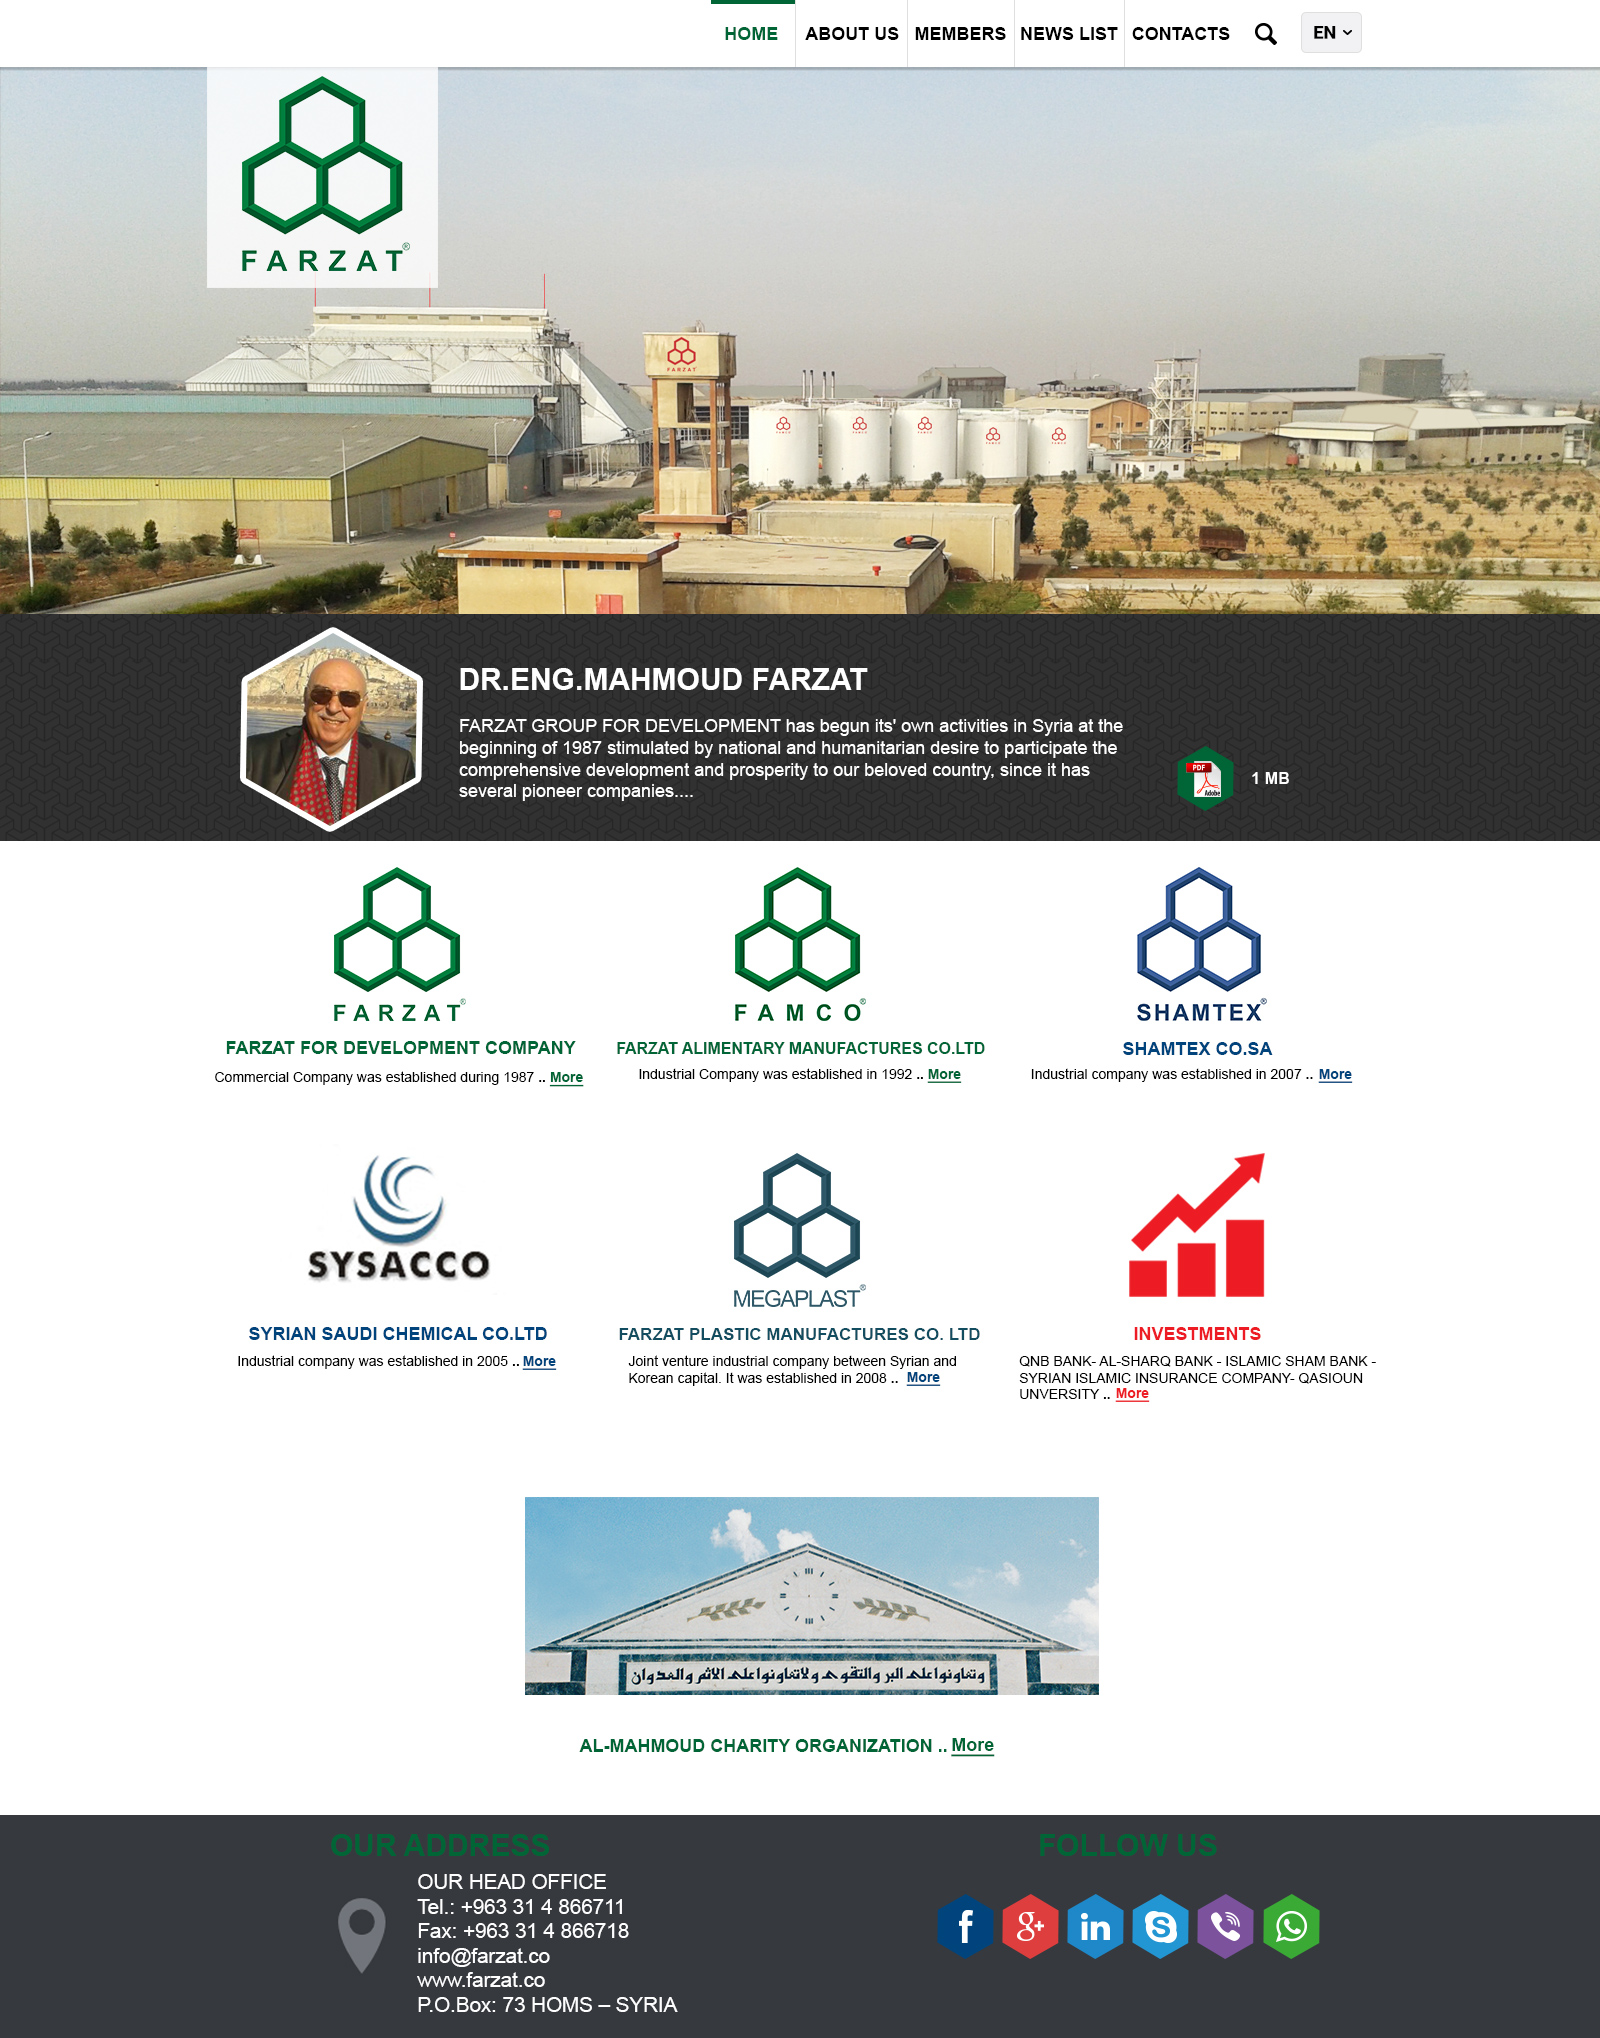 HOME
ABOUT US
MEMBERS
NEWS LIST
CONTACTS
EN
FARZAT®
FARZAT
FAMCO
FAMCO
FAMCO
FAMCO
FAMCO
DR.ENG.MAHMOUD FARZAT
FARZAT GROUP FOR DEVELOPMENT has begun its' own activities in Syria at the
beginning of 1987 stimulated by national and humanitarian desire to participate the
comprehensive development and prosperity to our beloved country, since it has
several pioneer companies....
PDF
Adobe
1 MB
FARZAT®
FARZAT FOR DEVELOPMENT COMPANY
Commercial Company was established during 1987 .. More
FAMCO®
FARZAT ALIMENTARY MANUFACTURES CO.LTD
Industrial Company was established in 1992 .. More
SHAMTEX®
SHAMTEX CO.SA
Industrial company was established in 2007 .. More
SYSACCO
SYRIAN SAUDI CHEMICAL CO.LTD
Industrial company was established in 2005 .. More
MEGAPLAST®
FARZAT PLASTIC MANUFACTURES CO. LTD
Joint venture industrial company between Syrian and
Korean capital. It was established in 2008 .. More
INVESTMENTS
QNB BANK- AL-SHARQ BANK - ISLAMIC SHAM BANK -
SYRIAN ISLAMIC INSURANCE COMPANY- QASIOUN
UNVERSITY .. More
وتعاونوا على البر والتقوى ولا تعاونوا على الاثم والعدوان
AL-MAHMOUD CHARITY ORGANIZATION .. More
OUR ADDRESS
OUR HEAD OFFICE
Tel.: +963 31 4 866711
Fax: +963 31 4 866718
info@farzat.co
www.farzat.co
P.O.Box: 73 HOMS – SYRIA
FOLLOW US